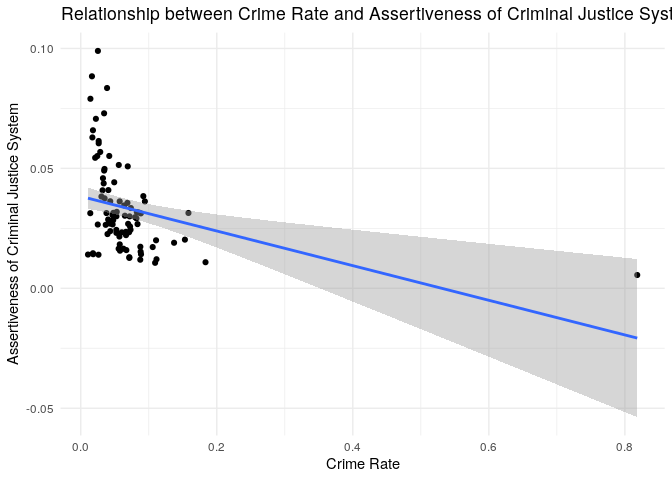 Relationship between Crime Rate and Assertiveness of Criminal Justice Syst
0.10
0.05
0.00
-0.05
Assertiveness of Criminal Justice System
0.0 0.2 0.4 0.6 0.8
Crime Rate